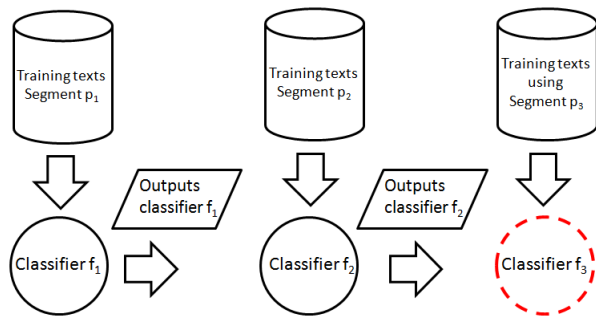 Training texts
Segment p₁
Training texts
Segment p₂
Training texts
using
Segment p₃
Outputs
classifier f₁
Outputs
classifier f₂
Classifier f₁
Classifier f₂
Classifier f₃